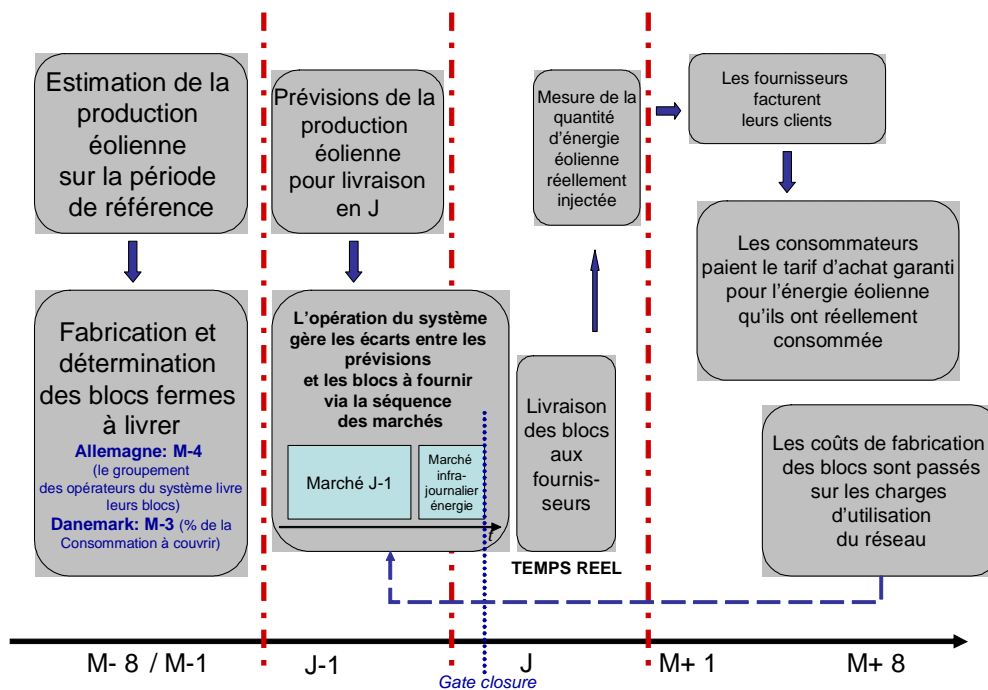 Estimation de la
production
éolienne
sur la période
de référence
Fabrication et
détermination
des blocs fermes
à livrer
Allemagne: M-4
(le groupement
des opérateurs du système livre
leurs blocs)
Danemark: M-3 (% de la
Consommation à couvrir)
Prévisions de la
production
éolienne
pour livraison
en J
L'opération du système
gère les écarts entre les
prévisions
et les blocs à fournir
via la séquence
des marchés
Marché J-1
Marché
infra-
journalier
énergie
t
Mesure de la
quantité
d'énergie
éolienne
réellement
injectée
Livraison
des blocs
aux
fournis-
seurs
TEMPS REEL
Les fournisseurs
facturent
leurs clients
Les consommateurs
paient le tarif d'achat garanti
pour l'énergie éolienne
qu'ils ont réellement
consommée
Les coûts de fabrication
des blocs sont passés
sur les charges
d'utilisation
du réseau
M- 8 / M-1
J-1
Gate closure
J
M+ 1
M+ 8